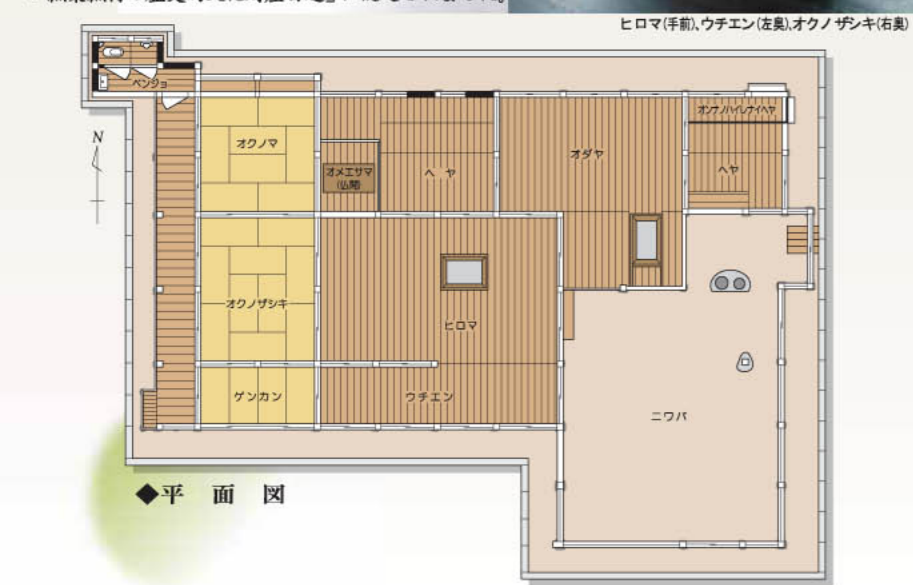 ヒロマ(手前)、ウチエン(左奥)、オクノザシキ(右奥)
ベンジョ
N
オクノマ
オメエサマ
(仏間)
ヘヤ
オダヤ
オンナノハイレナイヘヤ
ヘヤ
オクノザシキ
ヒロマ
ゲンカン
ウチエン
ニワバ
◆平面図